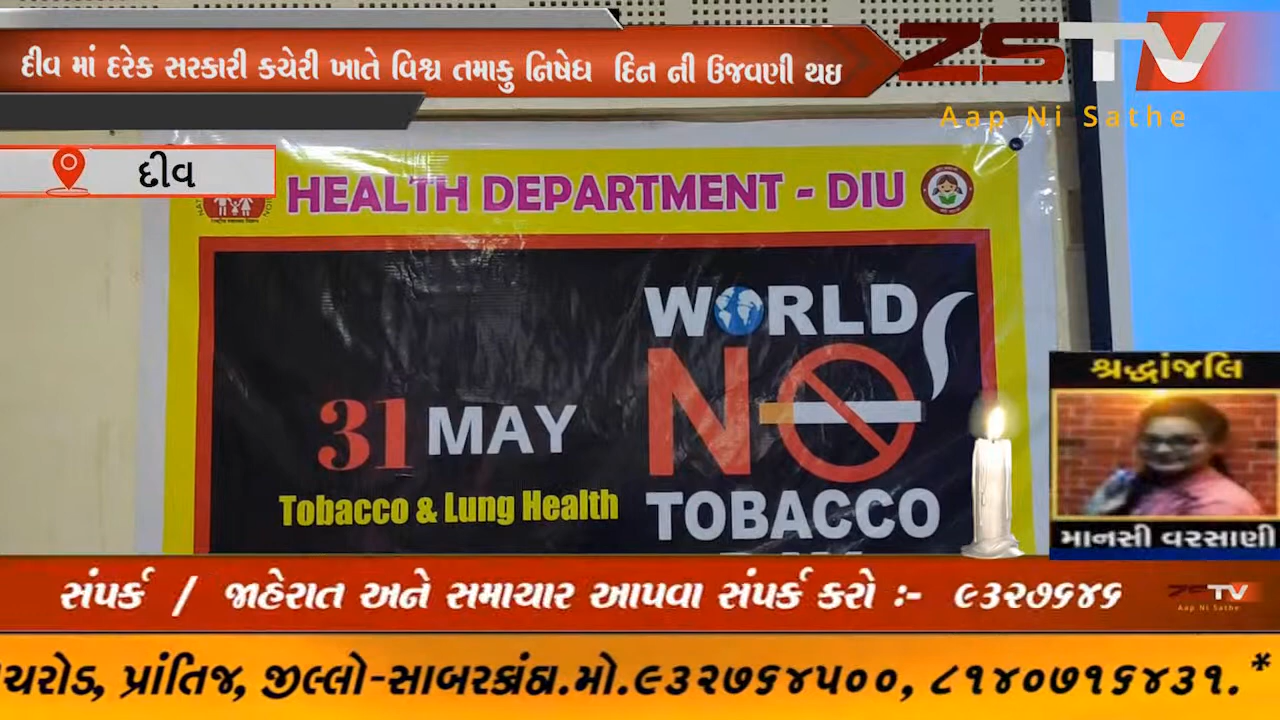 દીવ માં દરેક સરકારી કચેરી ખાતે વિશ્વ તમાકુ નિષેધ દિન ની ઉજવણી થઇ
ZSTV
Aap Ni Sathe
દીવ
HEALTH DEPARTMENT - DIU
WORLD
NO
31 MAY
TOBACCO
Tobacco & Lung Health
શ્રદ્ધાંજલિ
માનસી વરસાણી
સંપર્ક / જાહેરાત અને સમાચાર આપવા સંપર્ક કરો :- ૯૩૨૭૬૪૬
ZSTV
Aap Ni Sathe
ચરોડ, પ્રાંતિજ, જીલ્લો-સાબરકાંઠા.મો.૯૩૨૭૬૪૫૦૦, ૮૧૪૦૭૧૬૪૩૧.*